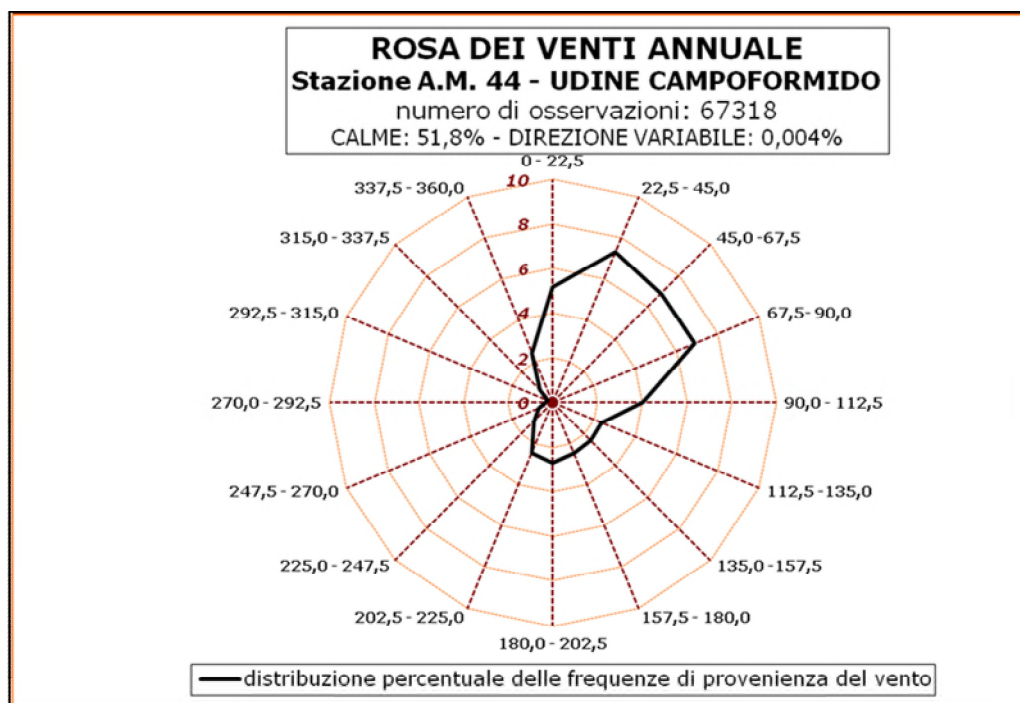 ROSA DEI VENTI ANNUALE
Stazione A.M. 44 - UDINE CAMPOFORMIDO
numero di osservazioni: 67318
CALME: 51,8% - DIREZIONE VARIABILE: 0,004%
0 - 22,5
337,5 - 360,0
10
22,5 - 45,0
315,0 - 337,5
8
45,0 -67,5
6
292,5 - 315,0
4
67,5- 90,0
2
270,0 - 292,5
0
90,0 - 112,5
247,5 - 270,0
112,5 -135,0
225,0 - 247,5
135,0 -157,5
202,5 - 225,0
157,5 - 180,0
180,0 - 202,5
distribuzione percentuale delle frequenze di provenienza del vento